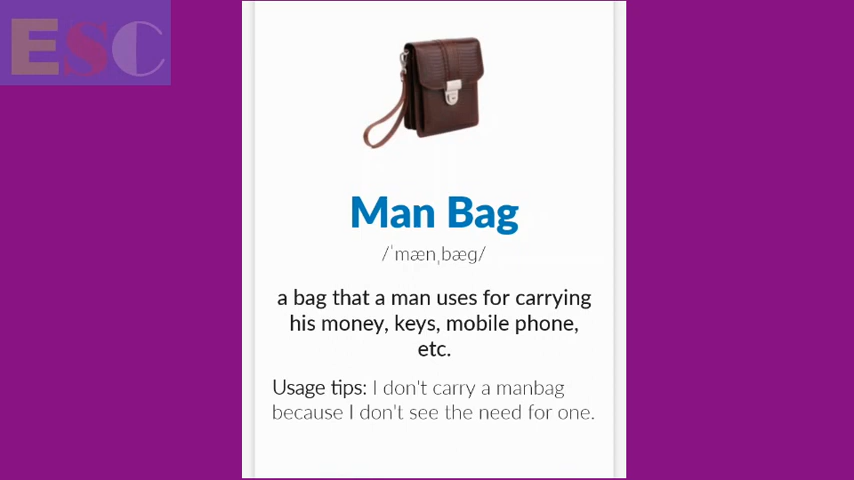 ESC
Man Bag
/ˈmænˌbæɡ/
a bag that a man uses for carrying
his money, keys, mobile phone,
etc.
Usage tips: I don't carry a manbag
because I don't see the need for one.